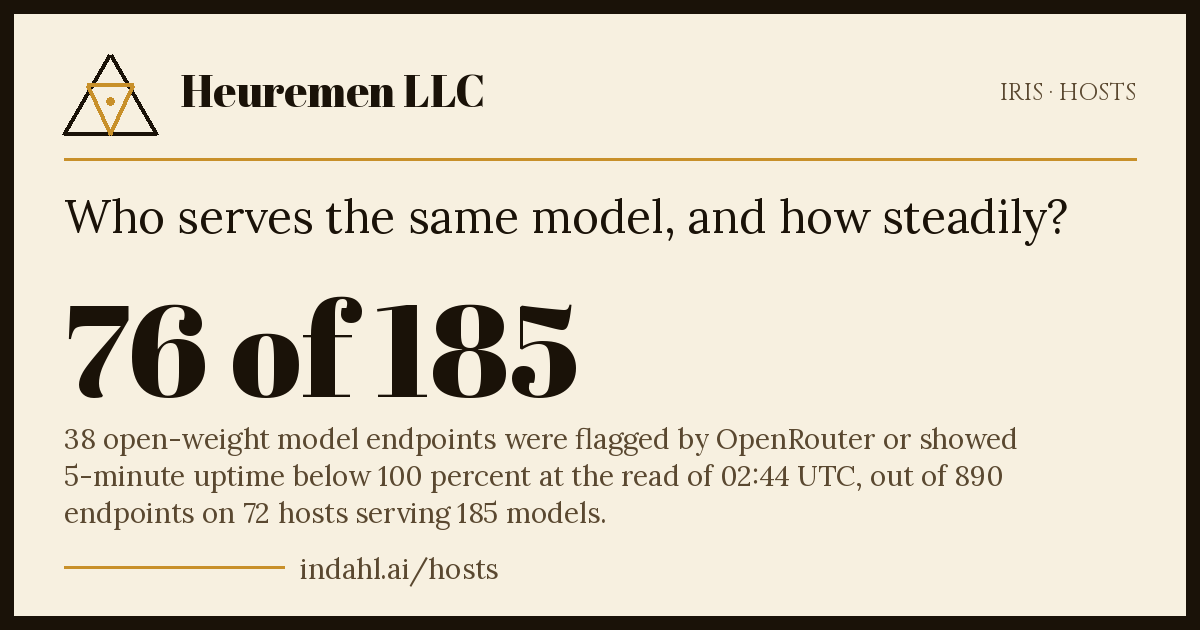 Heuremen LLC
IRIS · HOSTS
Who serves the same model, and how steadily?
76 of 185
38 open-weight model endpoints were flagged by OpenRouter or showed
5-minute uptime below 100 percent at the read of 02:44 UTC, out of 890
endpoints on 72 hosts serving 185 models.
indahl.ai/hosts